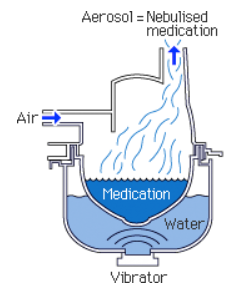 Aerosol = Nebulised
medication
Air
Medication
Water
Vibrator